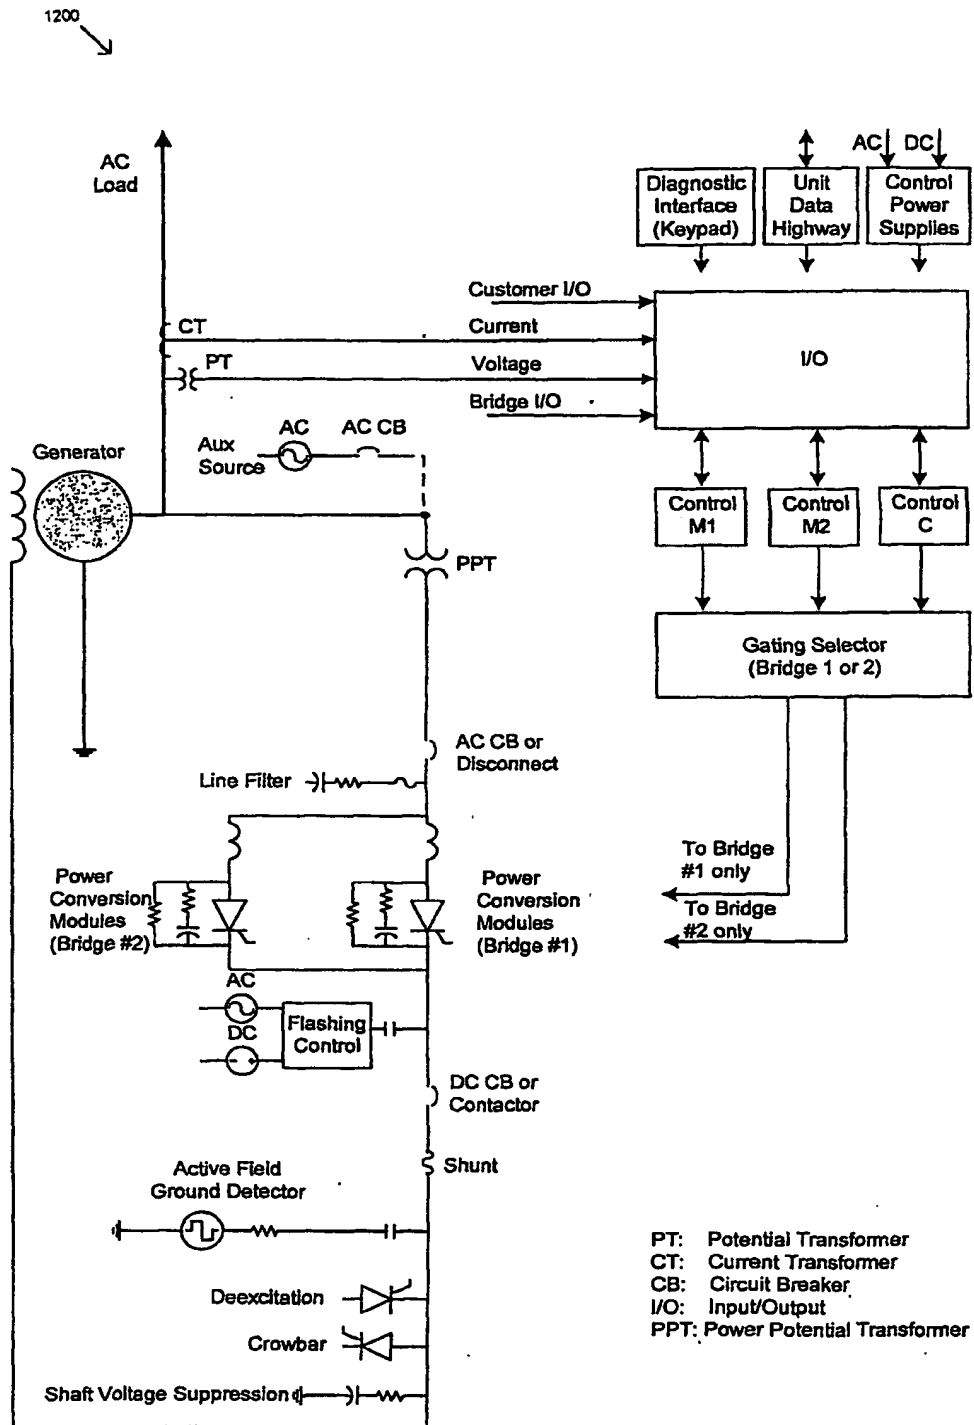 1200
AC
Load
AC DC
Diagnostic
Interface
(Keypad)
Unit
Data
Highway
Control
Power
Supplies
Customer I/O
CT
Current
I/O
PT
Voltage
Bridge I/O
AC
AC CB
Aux
Source
Generator
Control
M1
Control
M2
Control
C
PPT
Gating Selector
(Bridge 1 or 2)
AC CB or
Disconnect
Line Filter
To Bridge
#1 only
To Bridge
#2 only
Power
Conversion
Modules
(Bridge #2)
Power
Conversion
Modules
(Bridge #1)
AC
DC
Flashing
Control
DC CB or
Contactor
Shunt
Active Field
Ground Detector
Deexcitation
Crowbar
Shaft Voltage Suppression
PT: Potential Transformer
CT: Current Transformer
CB: Circuit Breaker
I/O: Input/Output
PPT: Power Potential Transformer